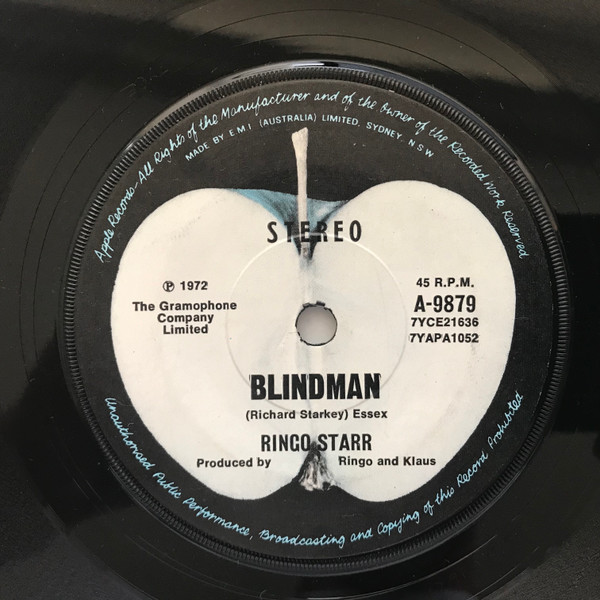 Apple Records—All Rights of the Manufacturer and of the Owner of the Recorded Work Reserved
MADE BY E.M.I. (AUSTRALIA) LIMITED, SYDNEY, N S W
STEREO
℗ 1972
The Gramophone
Company
Limited
45 R.P.M.
A-9879
7YCE21636
7YAPA1052
BLINDMAN
(Richard Starkey) Essex
RINGO STARR
Produced by Ringo and Klaus
Unauthorised Public Performance, Broadcasting and Copying of this Record Prohibited